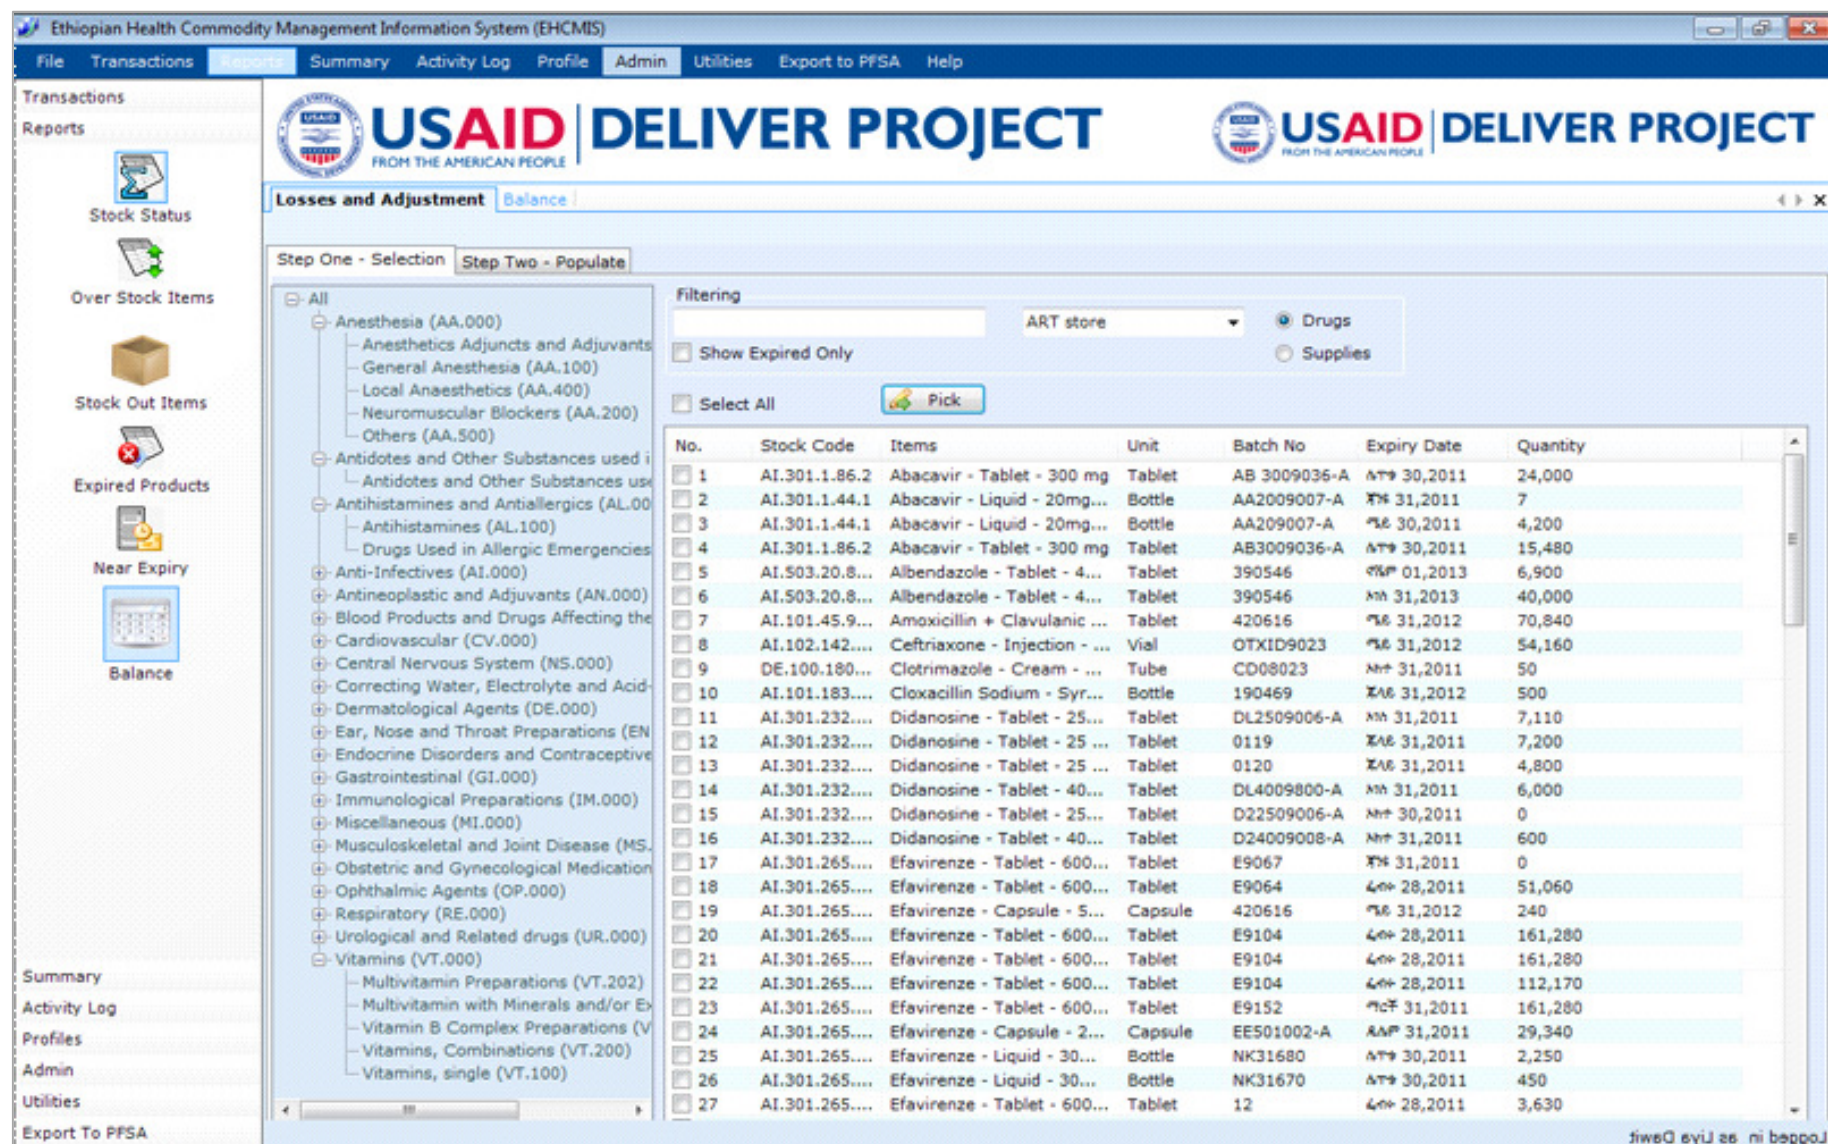 Ethiopian Health Commodity Management Information System (EHCMIS)
File Transactions Reports Summary Activity Log Profile Admin Utilities Export to PFSA Help
Transactions
Reports
Stock Status
Over Stock Items
Stock Out Items
Expired Products
Near Expiry
Balance
Summary
Activity Log
Profiles
Admin
Utilities
Export To PFSA
USAID DELIVER PROJECT
FROM THE AMERICAN PEOPLE
USAID DELIVER PROJECT
FROM THE AMERICAN PEOPLE
Losses and Adjustment Balance
Step One - Selection Step Two - Populate
All
Anesthesia (AA.000)
Anesthetics Adjuncts and Adjuvants
General Anesthesia (AA.100)
Local Anaesthetics (AA.400)
Neuromuscular Blockers (AA.200)
Others (AA.500)
Antidotes and Other Substances used i
Antidotes and Other Substances use
Antihistamines and Antiallergics (AL.00
Antihistamines (AL.100)
Drugs Used in Allergic Emergencies
Anti-Infectives (AI.000)
Antineoplastic and Adjuvants (AN.000)
Blood Products and Drugs Affecting the
Cardiovascular (CV.000)
Central Nervous System (NS.000)
Correcting Water, Electrolyte and Acid-
Dermatological Agents (DE.000)
Ear, Nose and Throat Preparations (EN
Endocrine Disorders and Contraceptive
Gastrointestinal (GI.000)
Immunological Preparations (IM.000)
Miscellaneous (MI.000)
Musculoskeletal and Joint Disease (MS.
Obstetric and Gynecological Medication
Ophthalmic Agents (OP.000)
Respiratory (RE.000)
Urological and Related drugs (UR.000)
Vitamins (VT.000)
Multivitamin Preparations (VT.202)
Multivitamin with Minerals and/or Ex
Vitamin B Complex Preparations (V
Vitamins, Combinations (VT.200)
Vitamins, single (VT.100)
Filtering
ART store Drugs
Show Expired Only Supplies
Select All Pick
No. Stock Code Items Unit Batch No Expiry Date Quantity
1 AI.301.1.86.2 Abacavir - Tablet - 300 mg Tablet AB 3009036-A 30,2011 24,000
2 AI.301.1.44.1 Abacavir - Liquid - 20mg... Bottle AA2009007-A 31,2011 7
3 AI.301.1.44.1 Abacavir - Liquid - 20mg... Bottle AA209007-A ሜይ 30,2011 4,200
4 AI.301.1.86.2 Abacavir - Tablet - 300 mg Tablet AB3009036-A 30,2011 15,480
5 AI.503.20.8... Albendazole - Tablet - 4... Tablet 390546 01,2013 6,900
6 AI.503.20.8... Albendazole - Tablet - 4... Tablet 390546 31,2013 40,000
7 AI.101.45.9... Amoxicillin + Clavulanic ... Tablet 420616 ሜይ 31,2012 70,840
8 AI.102.142.... Ceftriaxone - Injection - ... Vial OTXID9023 ሜይ 31,2012 54,160
9 DE.100.180... Clotrimazole - Cream - ... Tube CD08023 31,2011 50
10 AI.101.183.... Cloxacillin Sodium - Syr... Bottle 190469 ጁላይ 31,2012 500
11 AI.301.232.... Didanosine - Tablet - 25... Tablet DL2509006-A 31,2011 7,110
12 AI.301.232.... Didanosine - Tablet - 25 ... Tablet 0119 ጁላይ 31,2011 7,200
13 AI.301.232.... Didanosine - Tablet - 25 ... Tablet 0120 ጁላይ 31,2011 4,800
14 AI.301.232.... Didanosine - Tablet - 40... Tablet DL4009800-A 31,2011 6,000
15 AI.301.232.... Didanosine - Tablet - 25... Tablet D22509006-A 30,2011 0
16 AI.301.232.... Didanosine - Tablet - 40... Tablet D24009008-A 31,2011 600
17 AI.301.265.... Efavirenze - Tablet - 600... Tablet E9067 31,2011 0
18 AI.301.265.... Efavirenze - Tablet - 600... Tablet E9064 28,2011 51,060
19 AI.301.265.... Efavirenze - Capsule - 5... Capsule 420616 ሜይ 31,2012 240
20 AI.301.265.... Efavirenze - Tablet - 600... Tablet E9104 28,2011 161,280
21 AI.301.265.... Efavirenze - Tablet - 600... Tablet E9104 28,2011 161,280
22 AI.301.265.... Efavirenze - Tablet - 600... Tablet E9104 28,2011 112,170
23 AI.301.265.... Efavirenze - Tablet - 600... Tablet E9152 ማርች 31,2011 161,280
24 AI.301.265.... Efavirenze - Capsule - 2... Capsule EE501002-A 31,2011 29,340
25 AI.301.265.... Efavirenze - Liquid - 30... Bottle NK31680 30,2011 2,250
26 AI.301.265.... Efavirenze - Liquid - 30... Bottle NK31670 30,2011 450
27 AI.301.265.... Efavirenze - Tablet - 600... Tablet 12 28,2011 3,630
Logged in as Liya Dawit